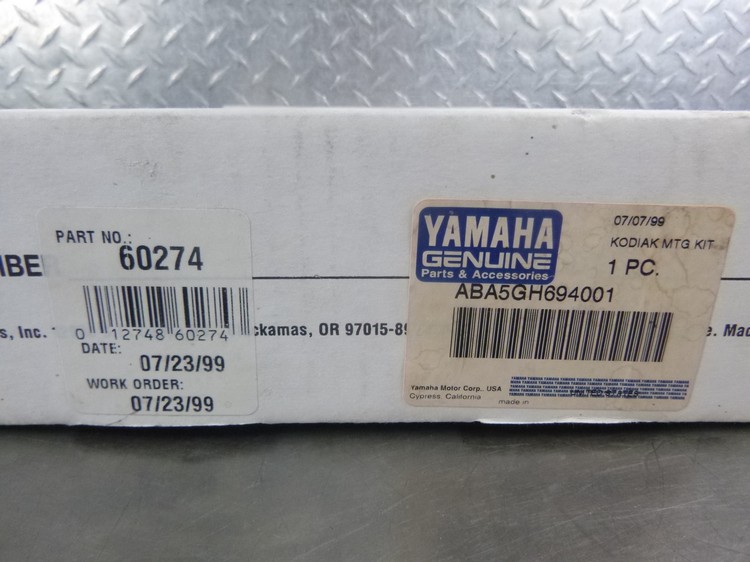 IBE
s, Inc.
ckamas, OR 97015-89
e. Mad
PART NO.:
60274
0 12748 60274
DATE:
07/23/99
WORK ORDER:
07/23/99
YAMAHA
GENUINE
Parts & Accessories
07/07/99
KODIAK MTG KIT
1 PC.
ABA5GH694001
Yamaha Motor Corp., USA
Cypress, California
made in